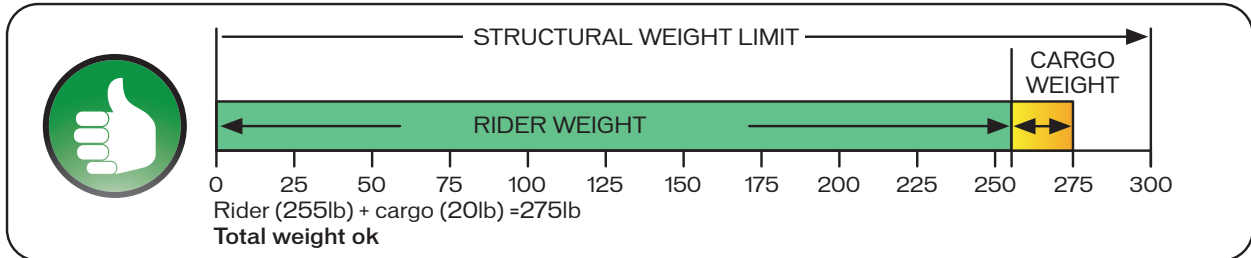 STRUCTURAL WEIGHT LIMIT
CARGO
WEIGHT
RIDER WEIGHT
0 25 50 75 100 125 150 175 200 225 250 275 300
Rider (255lb) + cargo (20lb) =275lb
Total weight ok